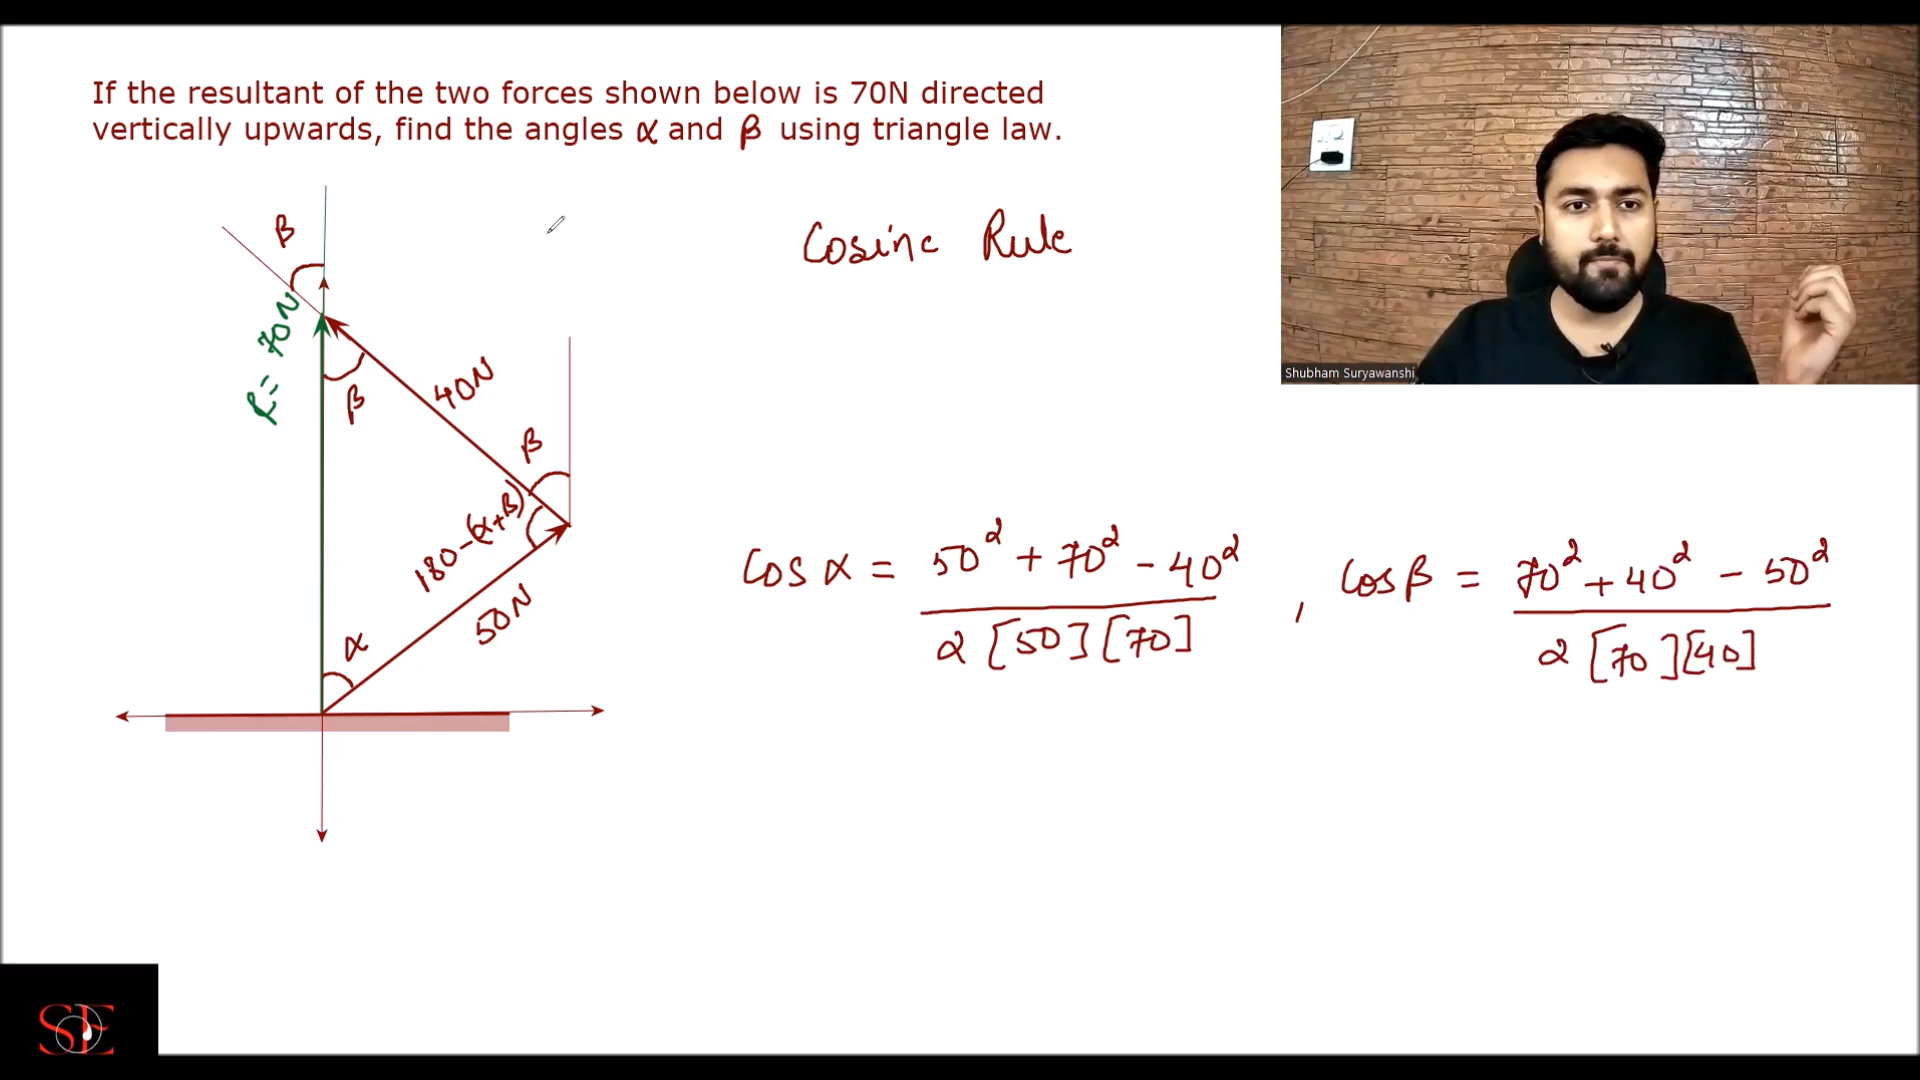 If the resultant of the two forces shown below is 70N directed
vertically upwards, find the angles α and β using triangle law.
β
R= 70N
β
40N
β
180-(α+β)
50N
α
Cosine Rule
Cos α = 50² + 70² - 40² / 2 [50] [70] , Cos β = 70² + 40² - 50² / 2 [70] [40]
Shubham Suryawanshi
SE